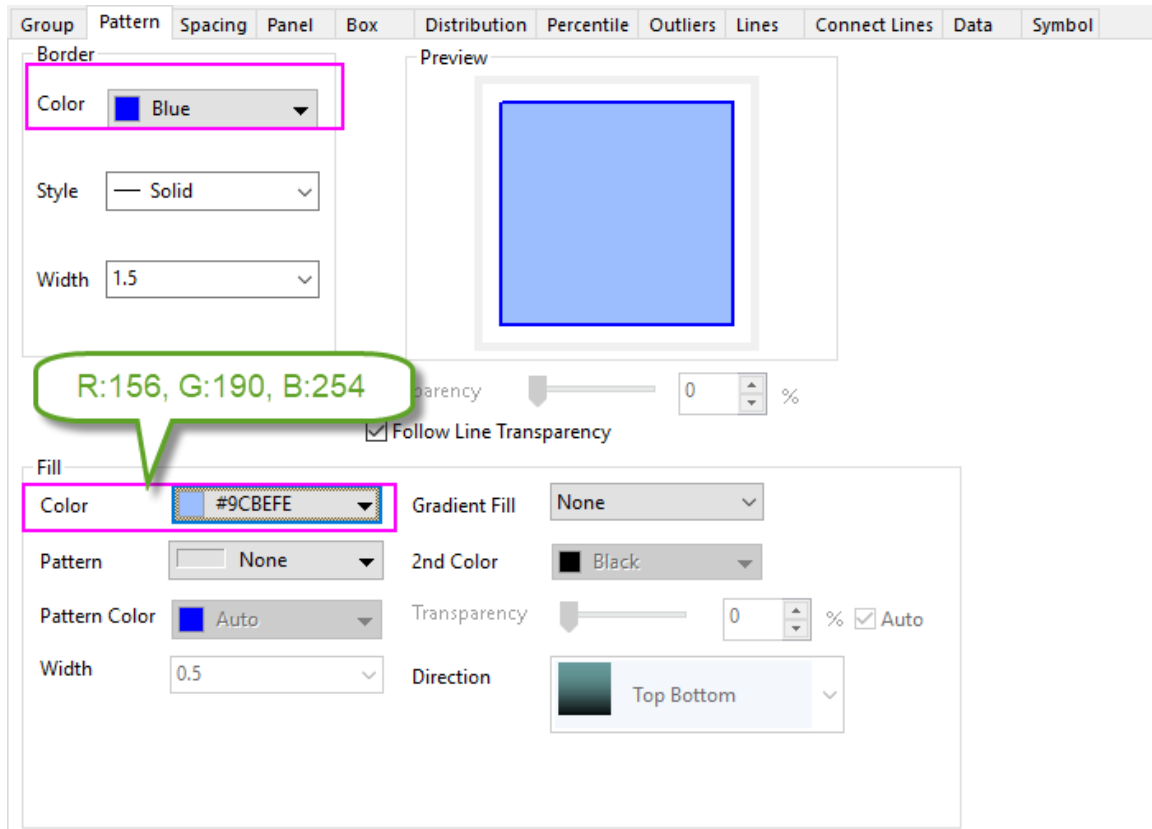 Group Pattern Spacing Panel Box Distribution Percentile Outliers Lines Connect Lines Data Symbol
Border
Color Blue
Style Solid
Width 1.5
Preview
R:156, G:190, B:254
parency 0 %
Follow Line Transparency
Fill
Color #9CBEFE
Pattern None
Pattern Color Auto
Width 0.5
Gradient Fill None
2nd Color Black
Transparency 0 % Auto
Direction Top Bottom